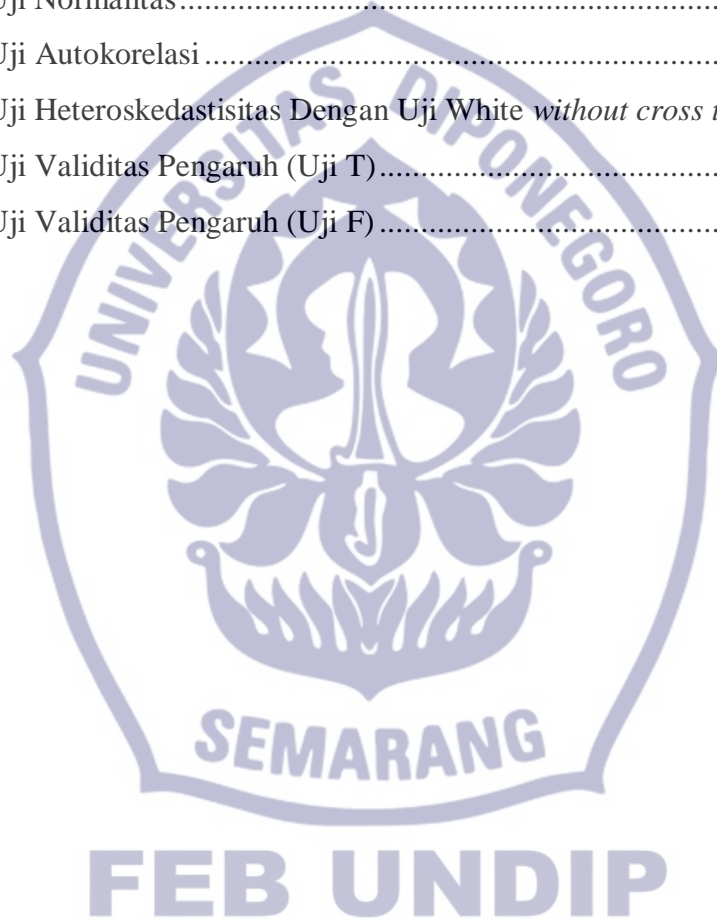 Uji Normalitas................................................................
Uji Autokorelasi................................................................
Uji Heteroskedastisitas Dengan Uji White without cross
Uji Validitas Pengaruh (Uji T)................................................
Uji Validitas Pengaruh (Uji F)................................................
UNIVERSITAS DIPONEGORO
SEMARANG
FEB UNDIP